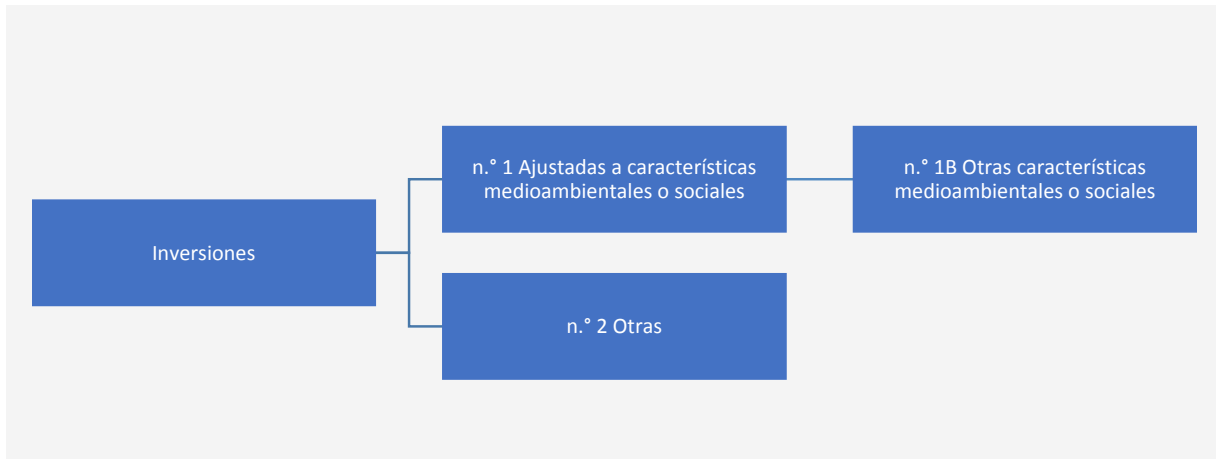 n.° 1 Ajustadas a características
medioambientales o sociales
n.° 1B Otras características
medioambientales o sociales
Inversiones
n.° 2 Otras